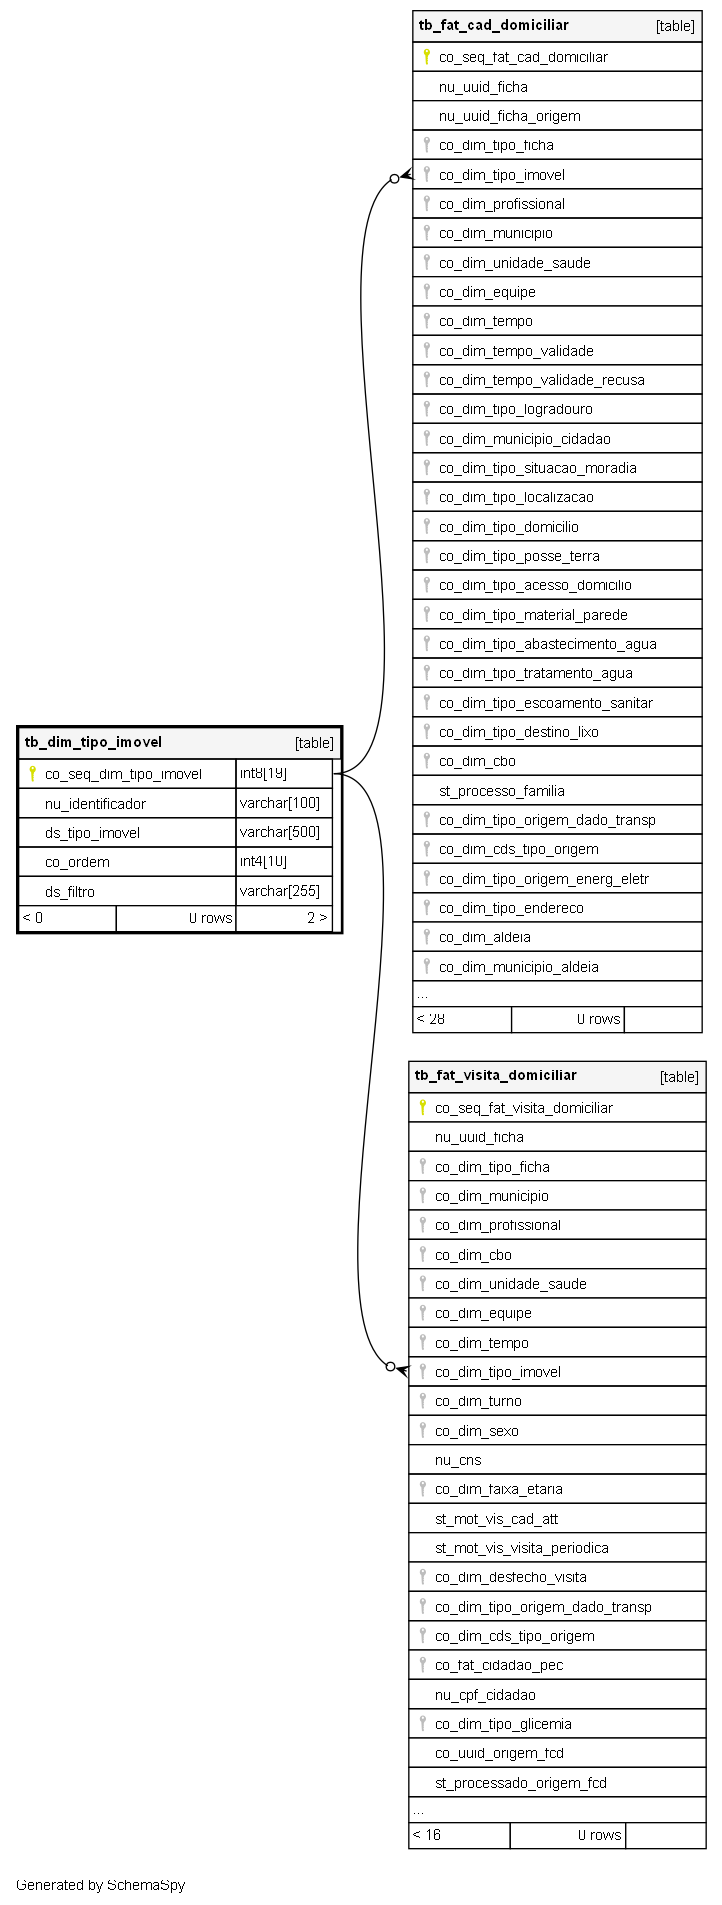 tb_fat_cad_domiciliar [table]
co_seq_fat_cad_domiciliar
nu_uuid_ficha
nu_uuid_ficha_origem
co_dim_tipo_ficha
co_dim_tipo_imovel
co_dim_profissional
co_dim_municipio
co_dim_unidade_saude
co_dim_equipe
co_dim_tempo
co_dim_tempo_validade
co_dim_tempo_validade_recusa
co_dim_tipo_logradouro
co_dim_municipio_cidadao
co_dim_tipo_situacao_moradia
co_dim_tipo_localizacao
co_dim_tipo_domicilio
co_dim_tipo_posse_terra
co_dim_tipo_acesso_domicilio
co_dim_tipo_material_parede
co_dim_tipo_abastecimento_agua
co_dim_tipo_tratamento_agua
co_dim_tipo_escoamento_sanitar
co_dim_tipo_destino_lixo
co_dim_cbo
st_processo_familia
co_dim_tipo_origem_dado_transp
co_dim_cds_tipo_origem
co_dim_tipo_origem_energ_eletr
co_dim_tipo_endereco
co_dim_aldeia
co_dim_municipio_aldeia
...
< 28 0 rows
tb_dim_tipo_imovel [table]
co_seq_dim_tipo_imovel int8[19]
nu_identificador varchar[100]
ds_tipo_imovel varchar[500]
co_ordem int4[10]
ds_filtro varchar[255]
< 0 0 rows 2 >
tb_fat_visita_domiciliar [table]
co_seq_fat_visita_domiciliar
nu_uuid_ficha
co_dim_tipo_ficha
co_dim_municipio
co_dim_profissional
co_dim_cbo
co_dim_unidade_saude
co_dim_equipe
co_dim_tempo
co_dim_tipo_imovel
co_dim_turno
co_dim_sexo
nu_cns
co_dim_faixa_etaria
st_mot_vis_cad_att
st_mot_vis_visita_periodica
co_dim_desfecho_visita
co_dim_tipo_origem_dado_transp
co_dim_cds_tipo_origem
co_fat_cidadao_pec
nu_cpf_cidadao
co_dim_tipo_glicemia
co_uuid_origem_fcd
st_processado_origem_fcd
...
< 16 0 rows
Generated by SchemaSpy